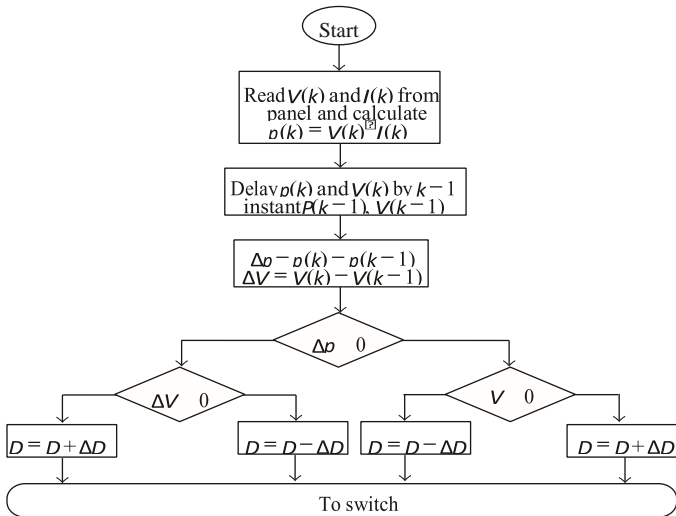 Start
Read V(k) and I(k) from
panel and calculate
p(k) = V(k) I(k)
Delay p(k) and V(k) by k − 1
instant P(k − 1), V(k − 1)
Δp − p(k) − p(k − 1)
ΔV = V(k) − V(k − 1)
Δp 0
ΔV 0
V 0
D = D + ΔD
D = D − ΔD
D = D − ΔD
D = D + ΔD
To switch